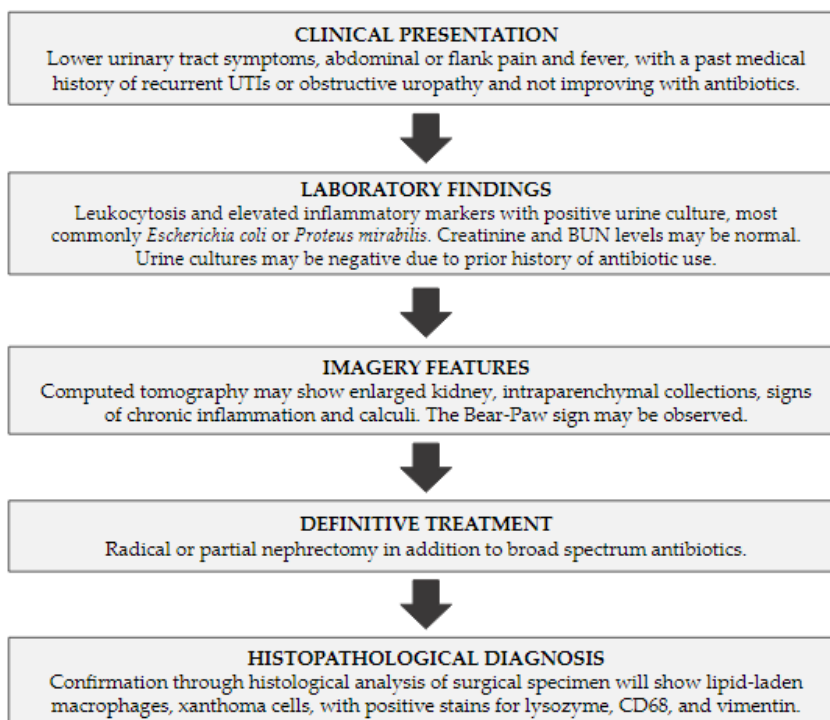 CLINICAL PRESENTATION
Lower urinary tract symptoms, abdominal or flank pain and fever, with a past medical
history of recurrent UTIs or obstructive uropathy and not improving with antibiotics.
LABORATORY FINDINGS
Leukocytosis and elevated inflammatory markers with positive urine culture, most
commonly Escherichia coli or Proteus mirabilis. Creatinine and BUN levels may be normal.
Urine cultures may be negative due to prior history of antibiotic use.
IMAGERY FEATURES
Computed tomography may show enlarged kidney, intraparenchymal collections, signs
of chronic inflammation and calculi. The Bear-Paw sign may be observed.
DEFINITIVE TREATMENT
Radical or partial nephrectomy in addition to broad spectrum antibiotics.
HISTOPATHOLOGICAL DIAGNOSIS
Confirmation through histological analysis of surgical specimen will show lipid-laden
macrophages, xanthoma cells, with positive stains for lysozyme, CD68, and vimentin.